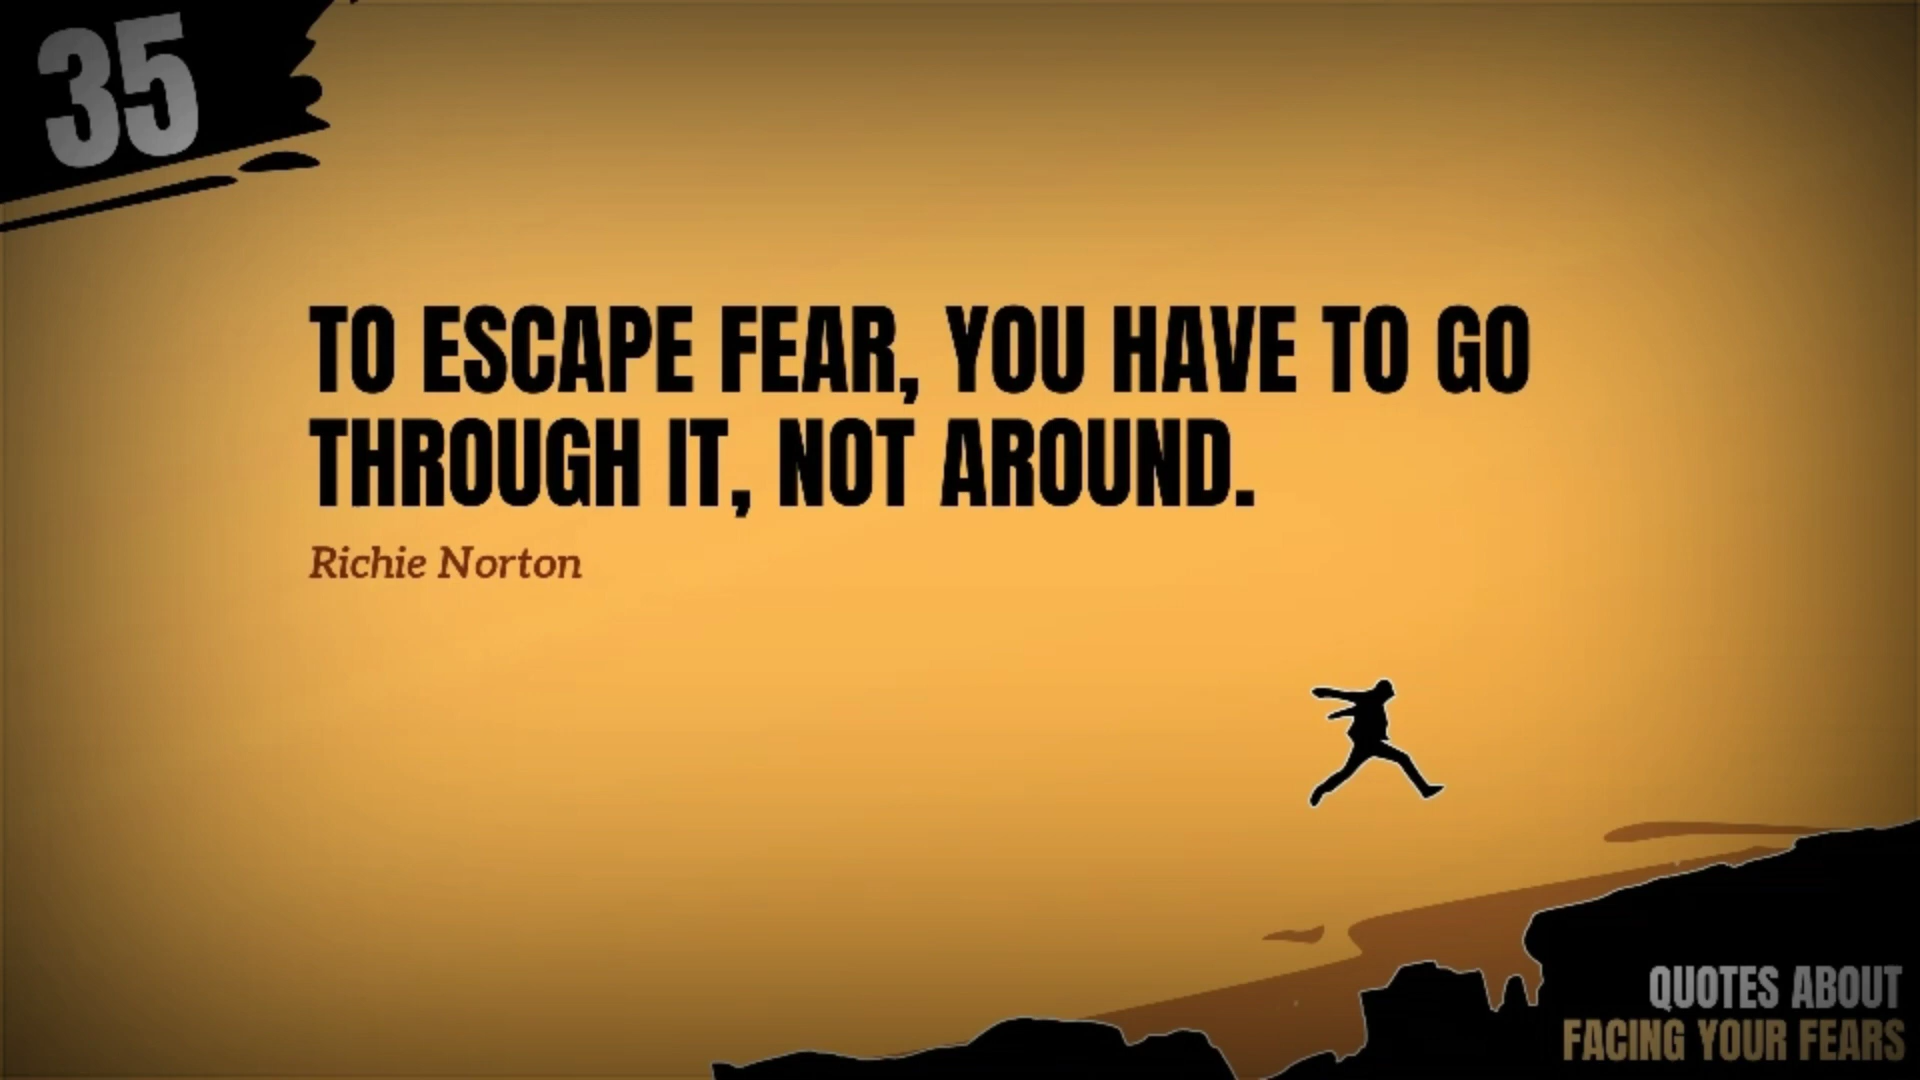 35
TO ESCAPE FEAR, YOU HAVE TO GO
THROUGH IT, NOT AROUND.
Richie Norton
QUOTES ABOUT
FACING YOUR FEARS